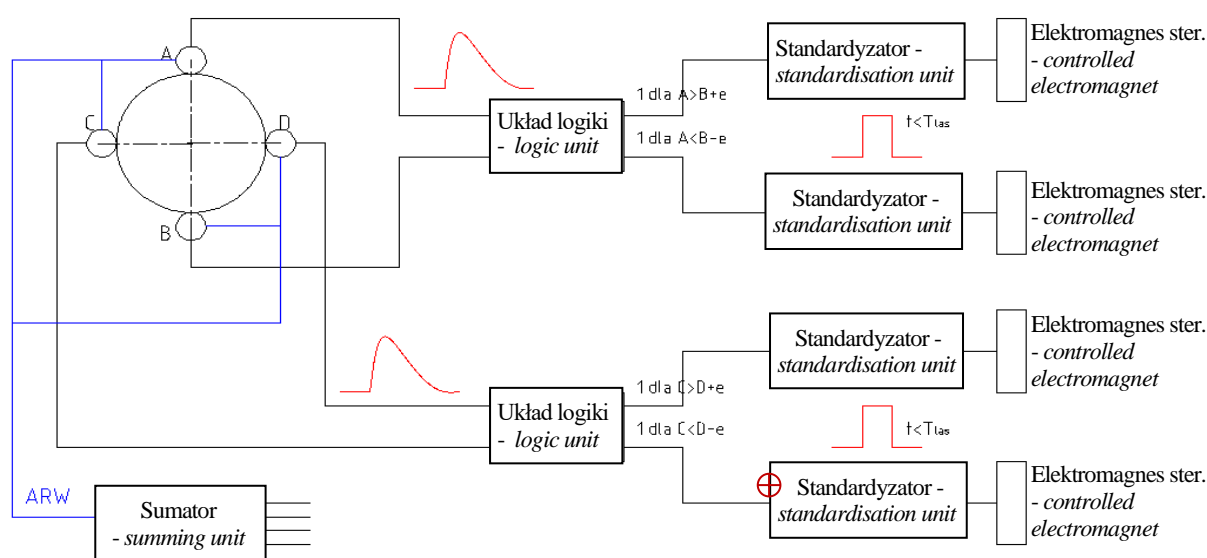 A
C
D
B
ARW
Sumator
- summing unit
Układ logiki
- logic unit
1 dla A>B+e
1 dla A<B-e
Standardyzator -
standardisation unit
t<Tlas
Standardyzator -
standardisation unit
Elektromagnes ster.
- controlled
electromagnet
Elektromagnes ster.
- controlled
electromagnet
Układ logiki
- logic unit
1 dla C>D+e
1 dla C<D-e
Standardyzator -
standardisation unit
t<Tlas
Standardyzator -
standardisation unit
Elektromagnes ster.
- controlled
electromagnet
Elektromagnes ster.
- controlled
electromagnet